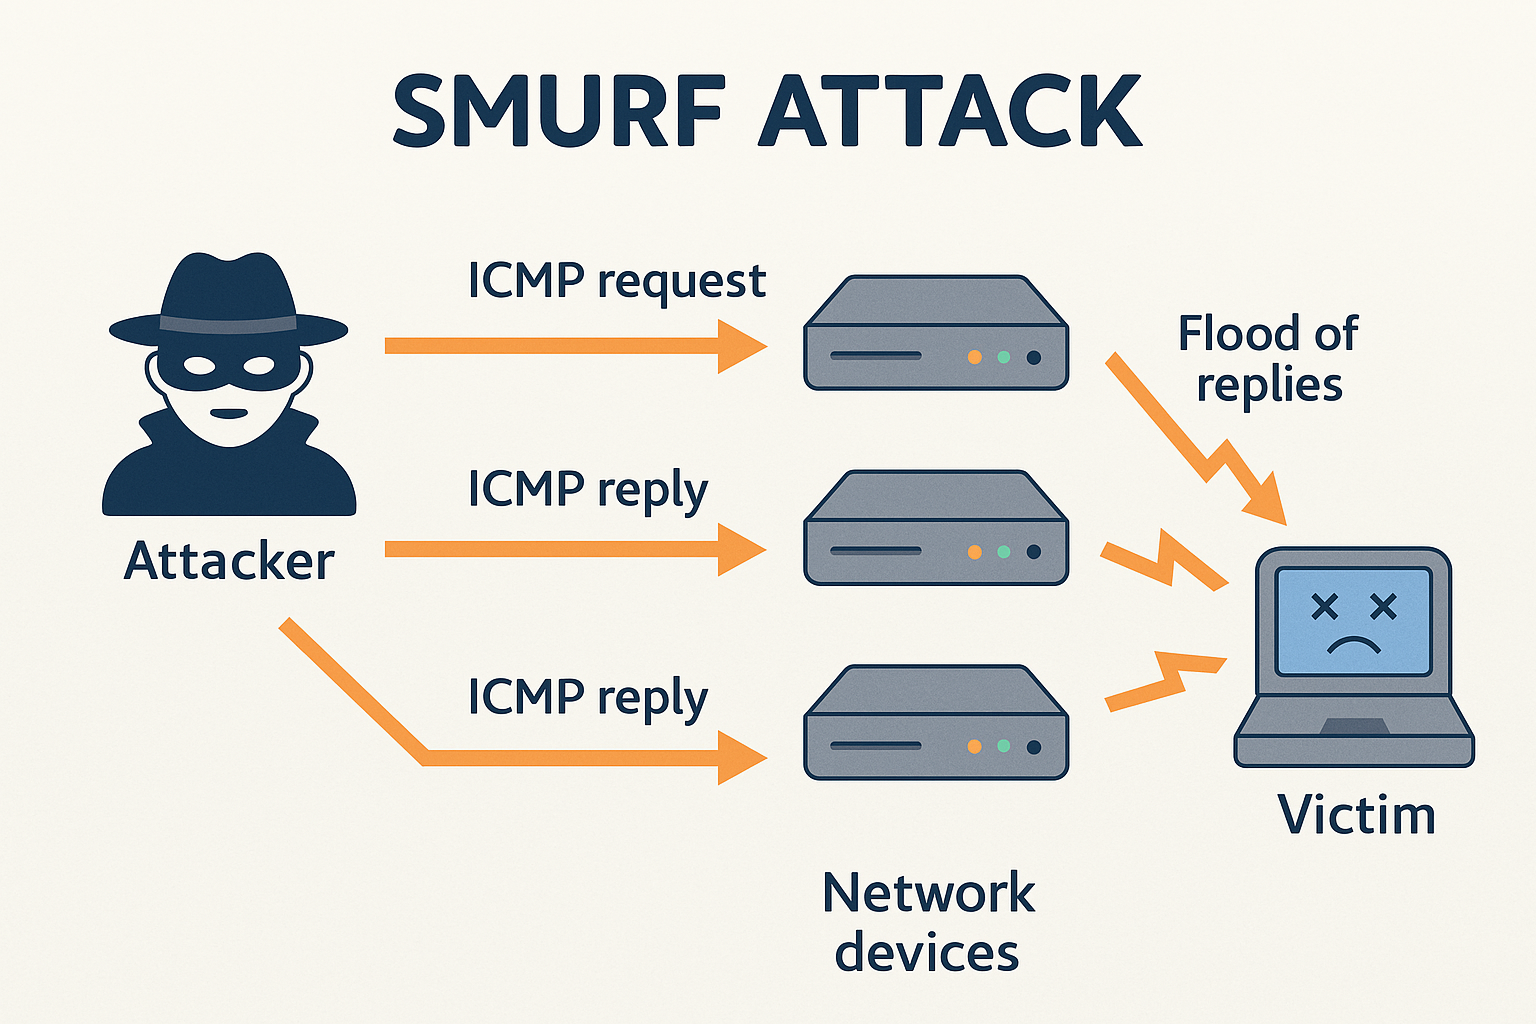 SMURF ATTACK
ICMP request
Flood of
replies
ICMP reply
Attacker
ICMP reply
Victim
Network
devices